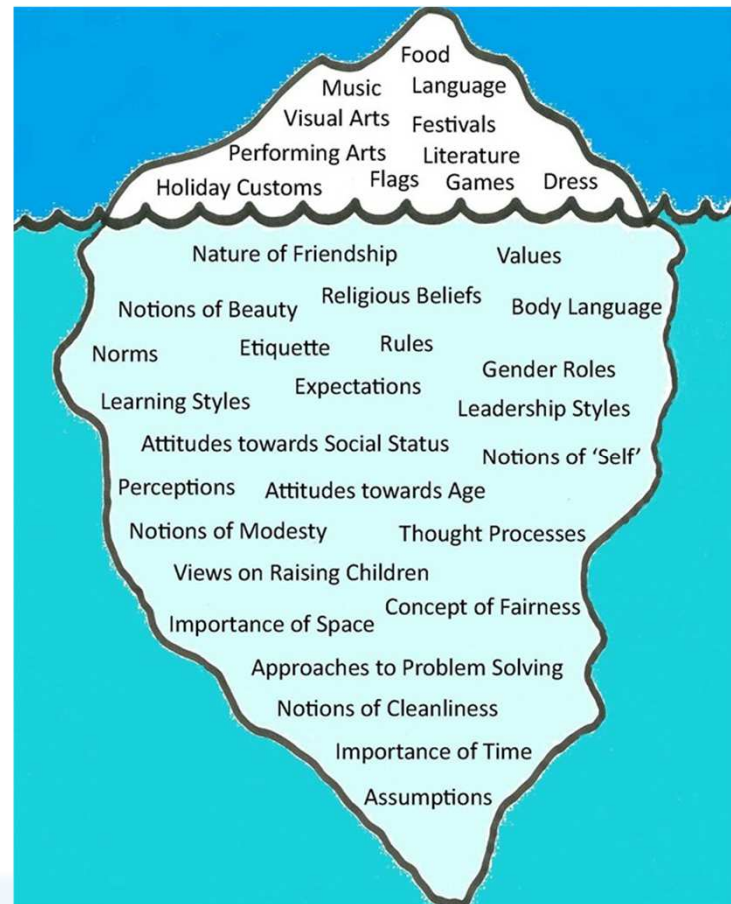 Food
Music Language
Visual Arts Festivals
Performing Arts Literature
Holiday Customs Flags Games Dress
Nature of Friendship Values
Notions of Beauty Religious Beliefs Body Language
Norms Etiquette Rules
Gender Roles
Learning Styles Expectations
Leadership Styles
Attitudes towards Social Status
Notions of ‘Self’
Perceptions Attitudes towards Age
Notions of Modesty Thought Processes
Views on Raising Children
Concept of Fairness
Importance of Space
Approaches to Problem Solving
Notions of Cleanliness
Importance of Time
Assumptions